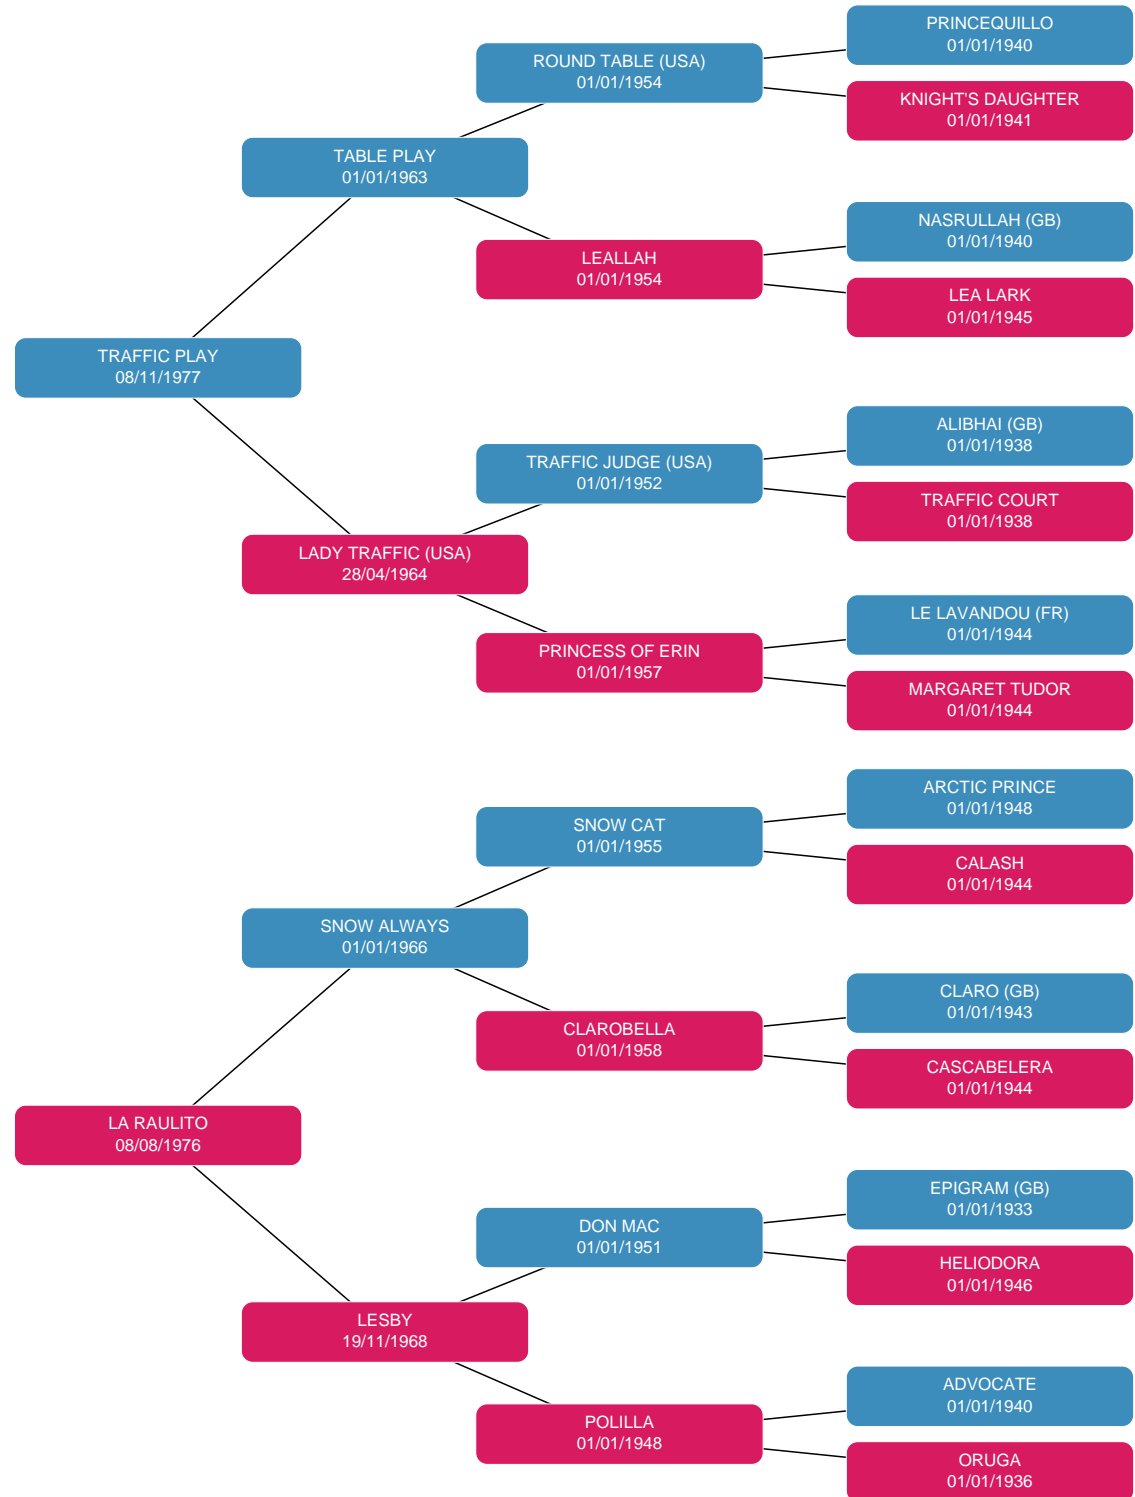 PRINCEQUILLO
01/01/1940
ROUND TABLE (USA)
01/01/1954
KNIGHT'S DAUGHTER
01/01/1941
TABLE PLAY
01/01/1963
NASRULLAH (GB)
01/01/1940
LEALLAH
01/01/1954
LEA LARK
01/01/1945
TRAFFIC PLAY
08/11/1977
ALIBHAI (GB)
01/01/1938
TRAFFIC JUDGE (USA)
01/01/1952
TRAFFIC COURT
01/01/1938
LADY TRAFFIC (USA)
28/04/1964
LE LAVANDOU (FR)
01/01/1944
PRINCESS OF ERIN
01/01/1957
MARGARET TUDOR
01/01/1944
ARCTIC PRINCE
01/01/1948
SNOW CAT
01/01/1955
CALASH
01/01/1944
SNOW ALWAYS
01/01/1966
CLARO (GB)
01/01/1943
CLAROBELLA
01/01/1958
CASCABELERA
01/01/1944
LA RAULITO
08/08/1976
EPIGRAM (GB)
01/01/1933
DON MAC
01/01/1951
HELIODORA
01/01/1946
LESBY
19/11/1968
ADVOCATE
01/01/1940
POLILLA
01/01/1948
ORUGA
01/01/1936